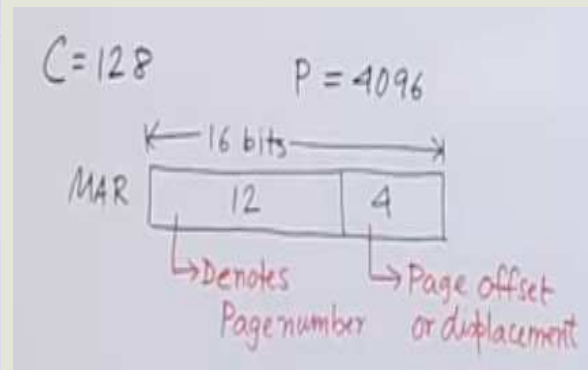 C=128
P = 4096
16 bits
MAR 12 4
Denotes
Page number
Page offset
or displacement